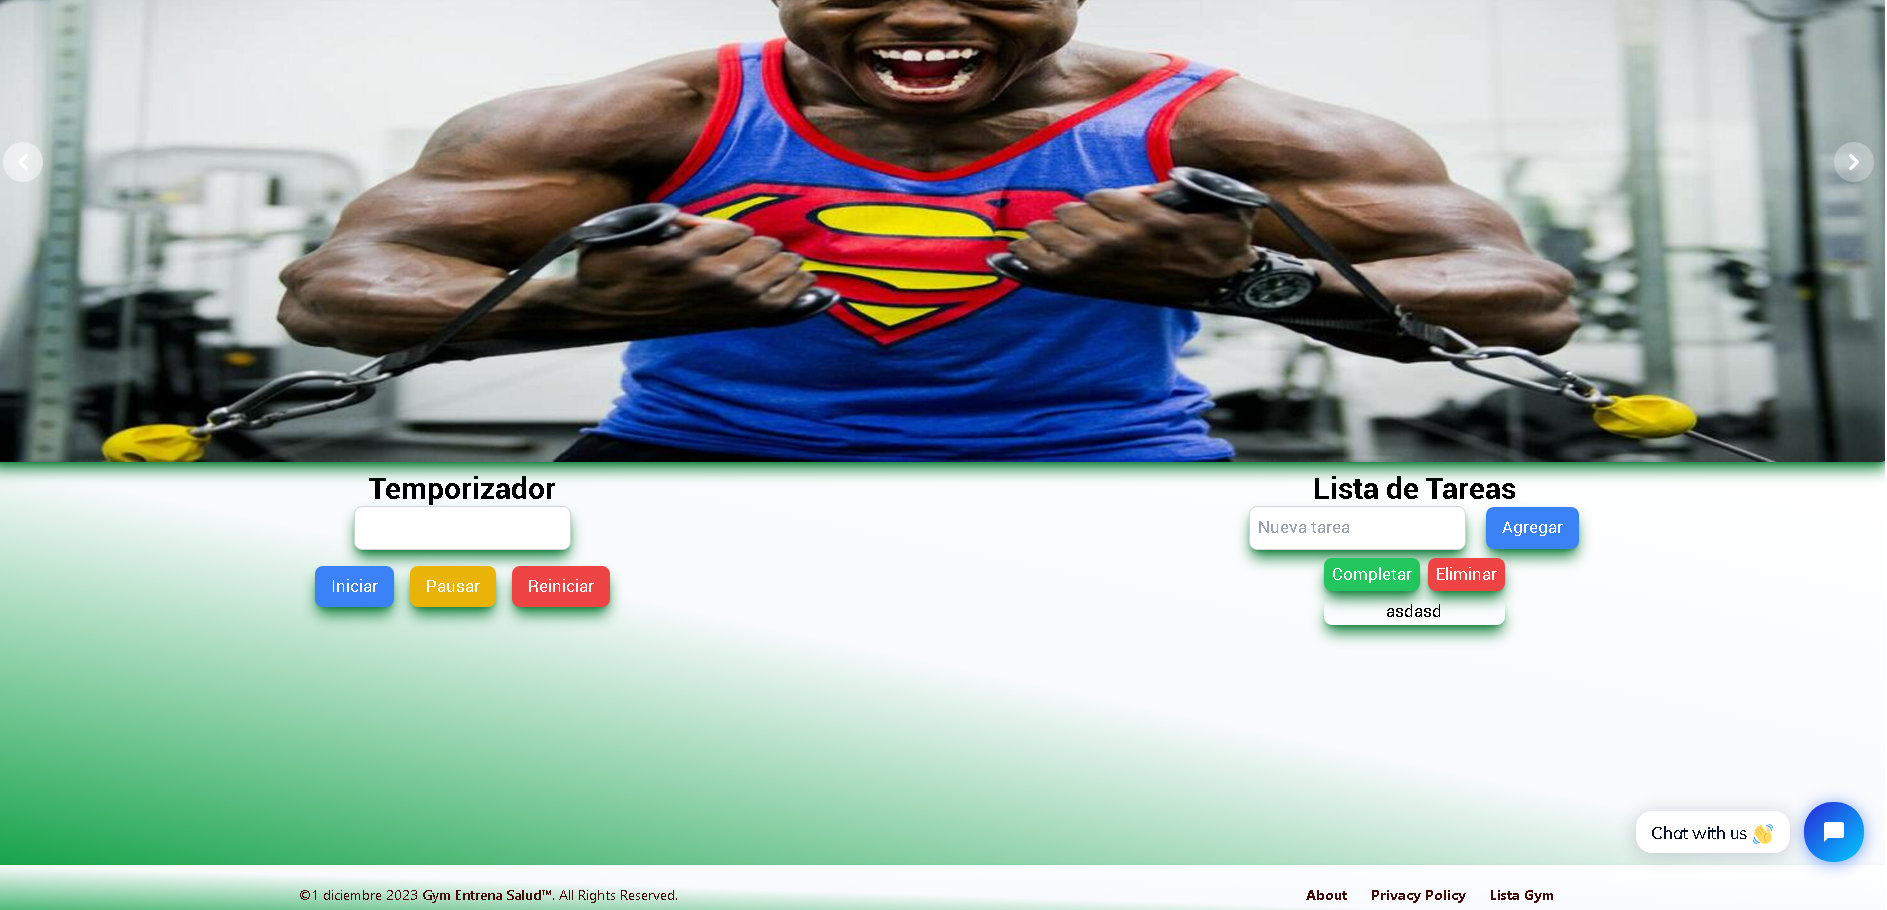 Temporizador
Iniciar
Pausar
Reiniciar
Lista de Tareas
Nueva tarea
Agregar
Completar
Eliminar
asdasd
Chat with us 👋
©1 diciembre 2023 Gym Entrena Salud™. All Rights Reserved.
About
Privacy Policy
Lista Gym